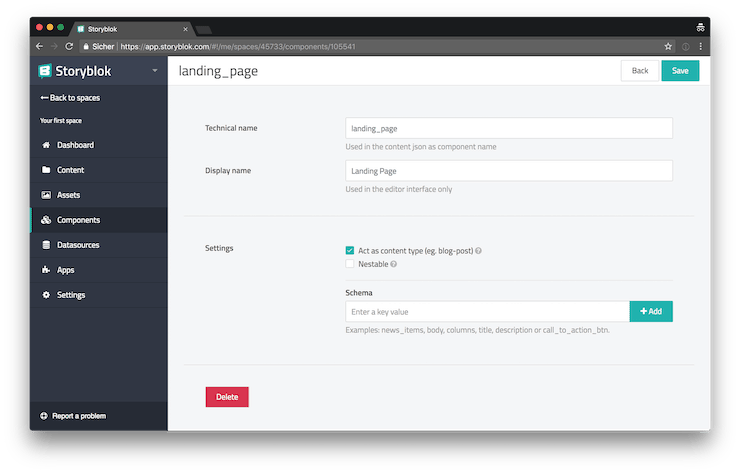 Storyblok
Sicher https://app.storyblok.com/#!/me/spaces/45733/components/105541
Storyblok
landing_page
Back
Save
Back to spaces
Your first space
Dashboard
Content
Assets
Components
Datasources
Apps
Settings
Report a problem
Technical name
landing_page
Used in the content json as component name
Display name
Landing Page
Used in the editor interface only
Settings
Act as content type (eg. blog-post)
Nestable
Schema
Enter a key value
+ Add
Examples: news_items, body, columns, title, description or call_to_action_btn.
Delete